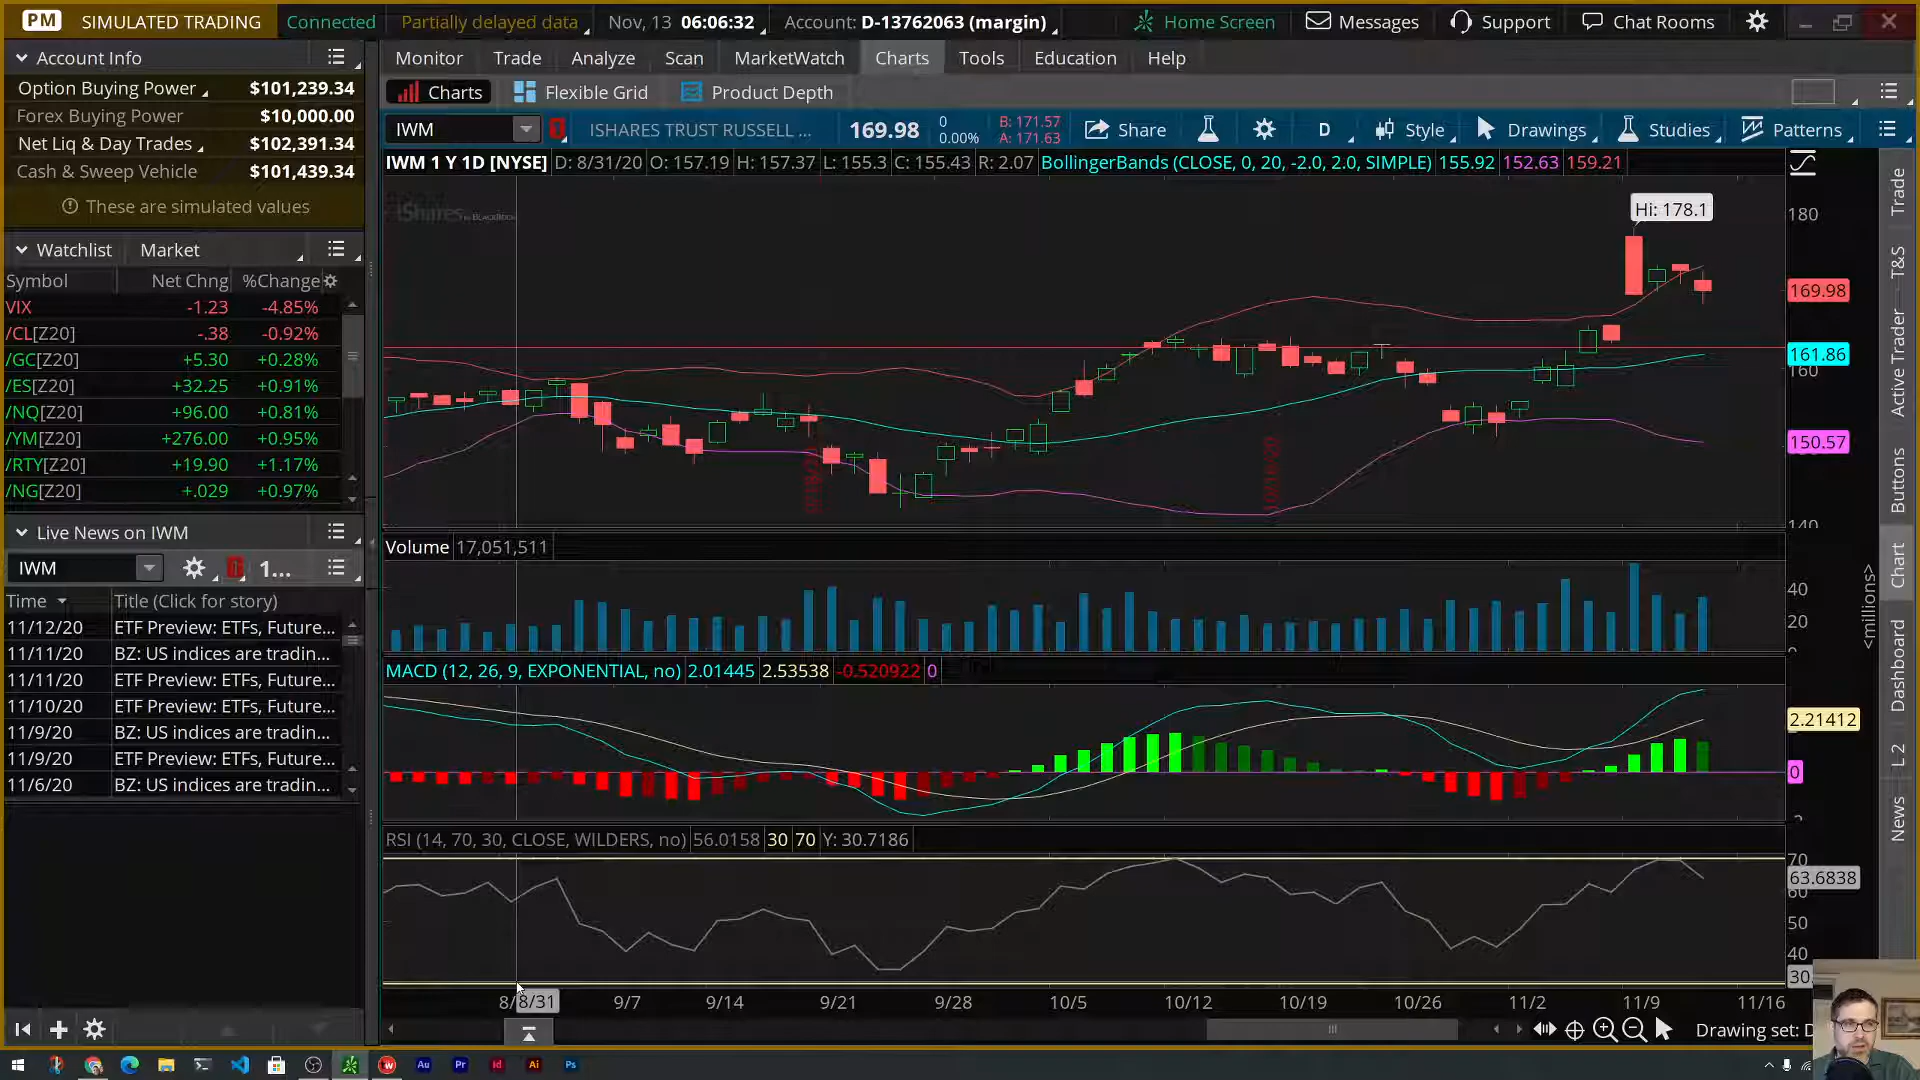 PM SIMULATED TRADING Connected Partially delayed data Nov, 13 06:06:32 Account: D-13762063 (margin) Home Screen Messages Support Chat Rooms
Account Info
Option Buying Power $101,239.34
Forex Buying Power $10,000.00
Net Liq & Day Trades $102,391.34
Cash & Sweep Vehicle $101,439.34
These are simulated values
Watchlist Market
Symbol Net Chng %Change
VIX -1.23 -4.85%
/CL[Z20] -.38 -0.92%
/GC[Z20] +5.30 +0.28%
/ES[Z20] +32.25 +0.91%
/NQ[Z20] +96.00 +0.81%
/YM[Z20] +276.00 +0.95%
/RTY[Z20] +19.90 +1.17%
/NG[Z20] +.029 +0.97%
Live News on IWM
IWM 1...
Time Title (Click for story)
11/12/20 ETF Preview: ETFs, Future...
11/11/20 BZ: US indices are tradin...
11/11/20 ETF Preview: ETFs, Future...
11/10/20 ETF Preview: ETFs, Future...
11/9/20 BZ: US indices are tradin...
11/9/20 ETF Preview: ETFs, Future...
11/6/20 BZ: US indices are tradin...
Monitor Trade Analyze Scan MarketWatch Charts Tools Education Help
Charts Flexible Grid Product Depth
IWM ISHARES TRUST RUSSELL ... 169.98 0 0.00% B: 171.57 A: 171.63 Share D Style Drawings Studies Patterns
IWM 1 Y 1D [NYSE] D: 8/31/20 O: 157.19 H: 157.37 L: 155.3 C: 155.43 R: 2.07 BollingerBands (CLOSE, 0, 20, -2.0, 2.0, SIMPLE) 155.92 152.63 159.21
iShares by BLACKROCK
Hi: 178.1
180
169.98
161.86
160
150.57
140
10/16/20
Volume 17,051,511
40
20
<millions>
MACD (12, 26, 9, EXPONENTIAL, no) 2.01445 2.53538 -0.520922 0
2.21412
0
RSI (14, 70, 30, CLOSE, WILDERS, no) 56.0158 30 70 Y: 30.7186
70
63.6838
60
50
40
30
8/31 9/7 9/14 9/21 9/28 10/5 10/12 10/19 10/26 11/2 11/9 11/16
Drawing set: D
Trade
T&S
Active Trader
Buttons
Chart
Dashboard
L2
News
Au Pr Id Ai Ps